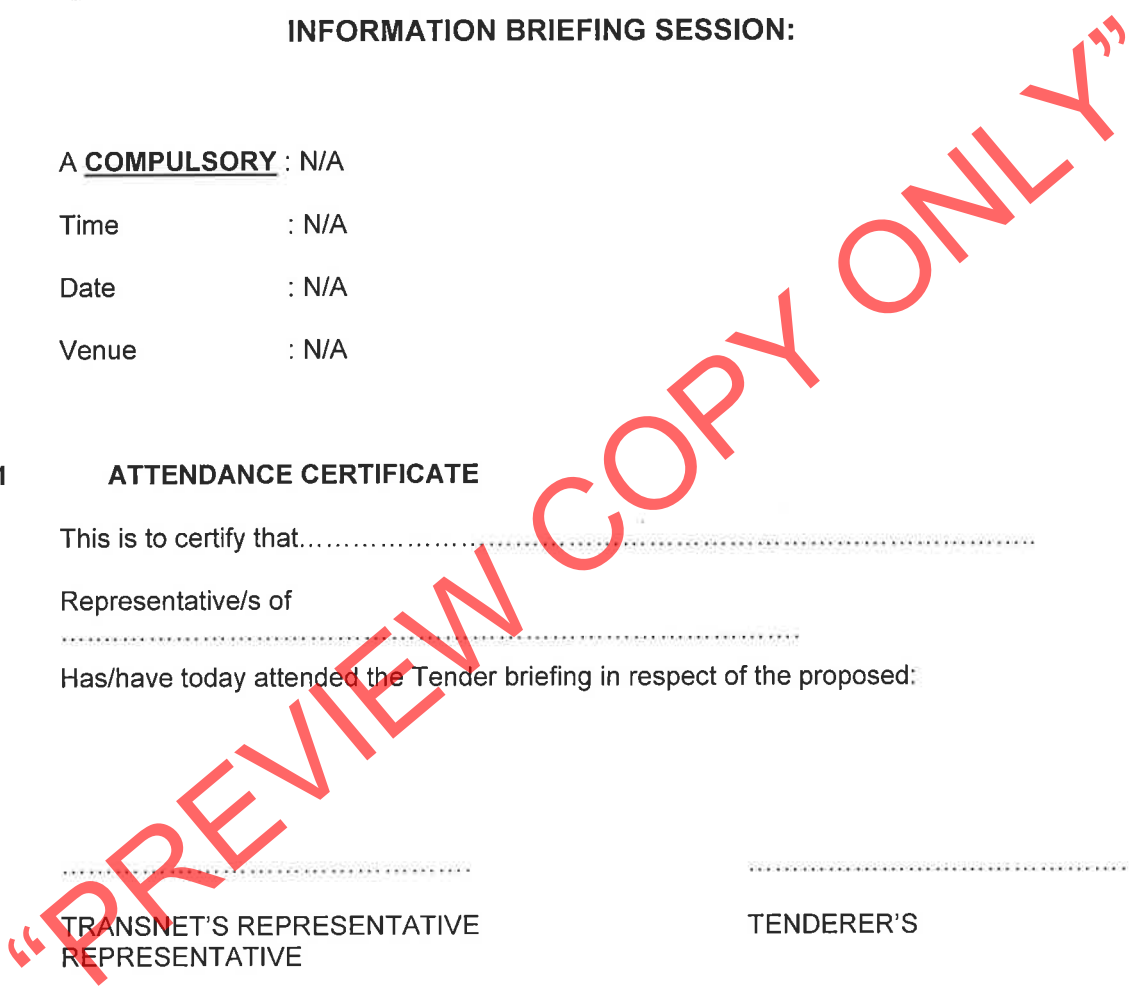 INFORMATION BRIEFING SESSION:
A COMPULSORY : N/A
Time : N/A
Date : N/A
Venue : N/A
1 ATTENDANCE CERTIFICATE
This is to certify that……………………………………………………………………
Representative/s of
……………………………………………………………………
Has/have today attended the Tender briefing in respect of the proposed:
…………………………………… ……………………………………
TRANSNET'S REPRESENTATIVE TENDERER'S
REPRESENTATIVE
“PREVIEW COPY ONLY”